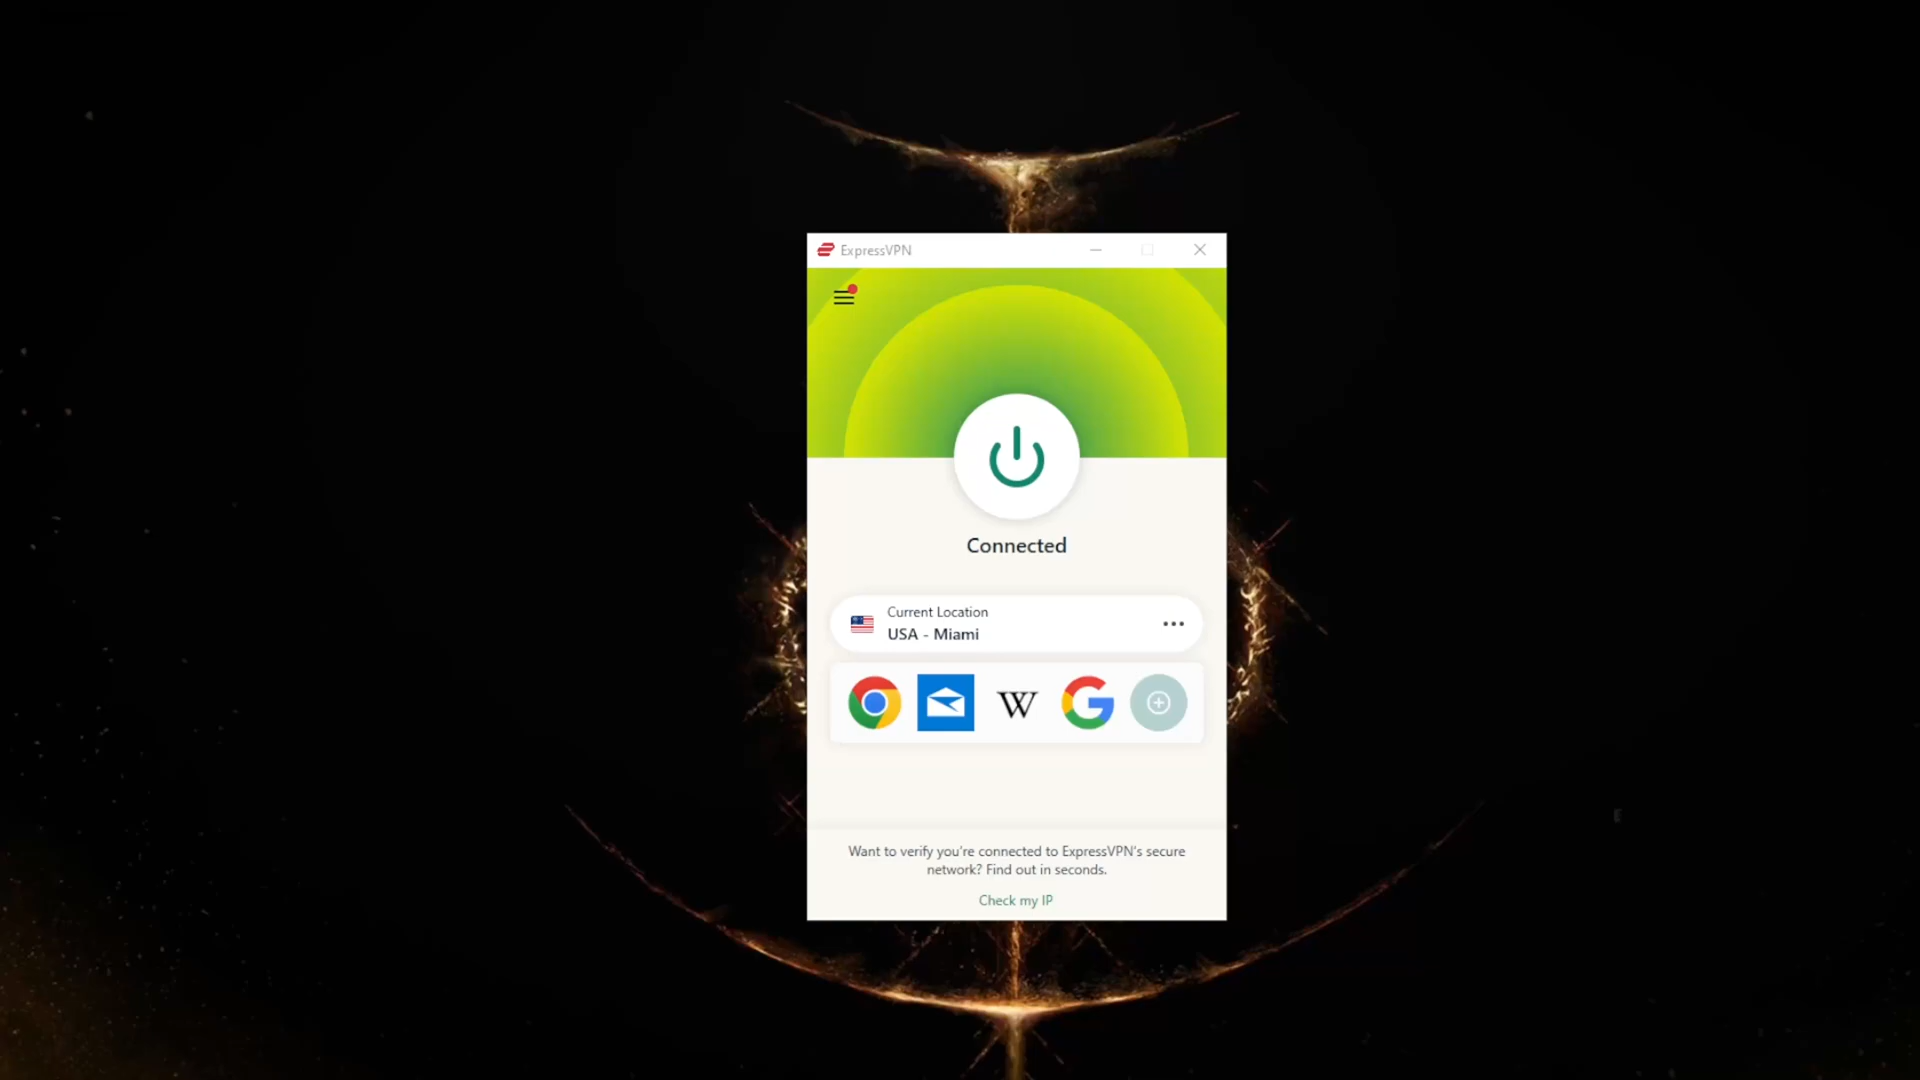 ExpressVPN
Connected
Current Location
USA - Miami
W
Want to verify you're connected to ExpressVPN's secure
network? Find out in seconds.
Check my IP